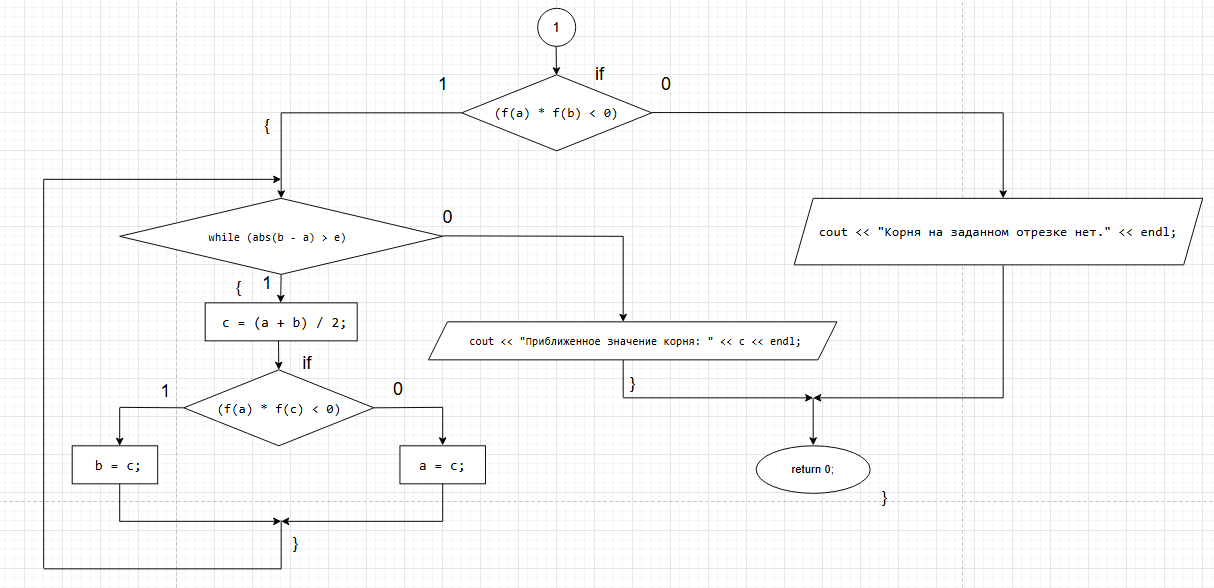 1
if
1
0
(f(a) * f(b) < 0)
{
while (abs(b - a) > e)
0
cout << "Корня на заданном отрезке нет." << endl;
{
1
c = (a + b) / 2;
cout << "Приближенное значение корня: " << c << endl;
if
1
0
(f(a) * f(c) < 0)
}
b = c;
a = c;
return 0;
}
}